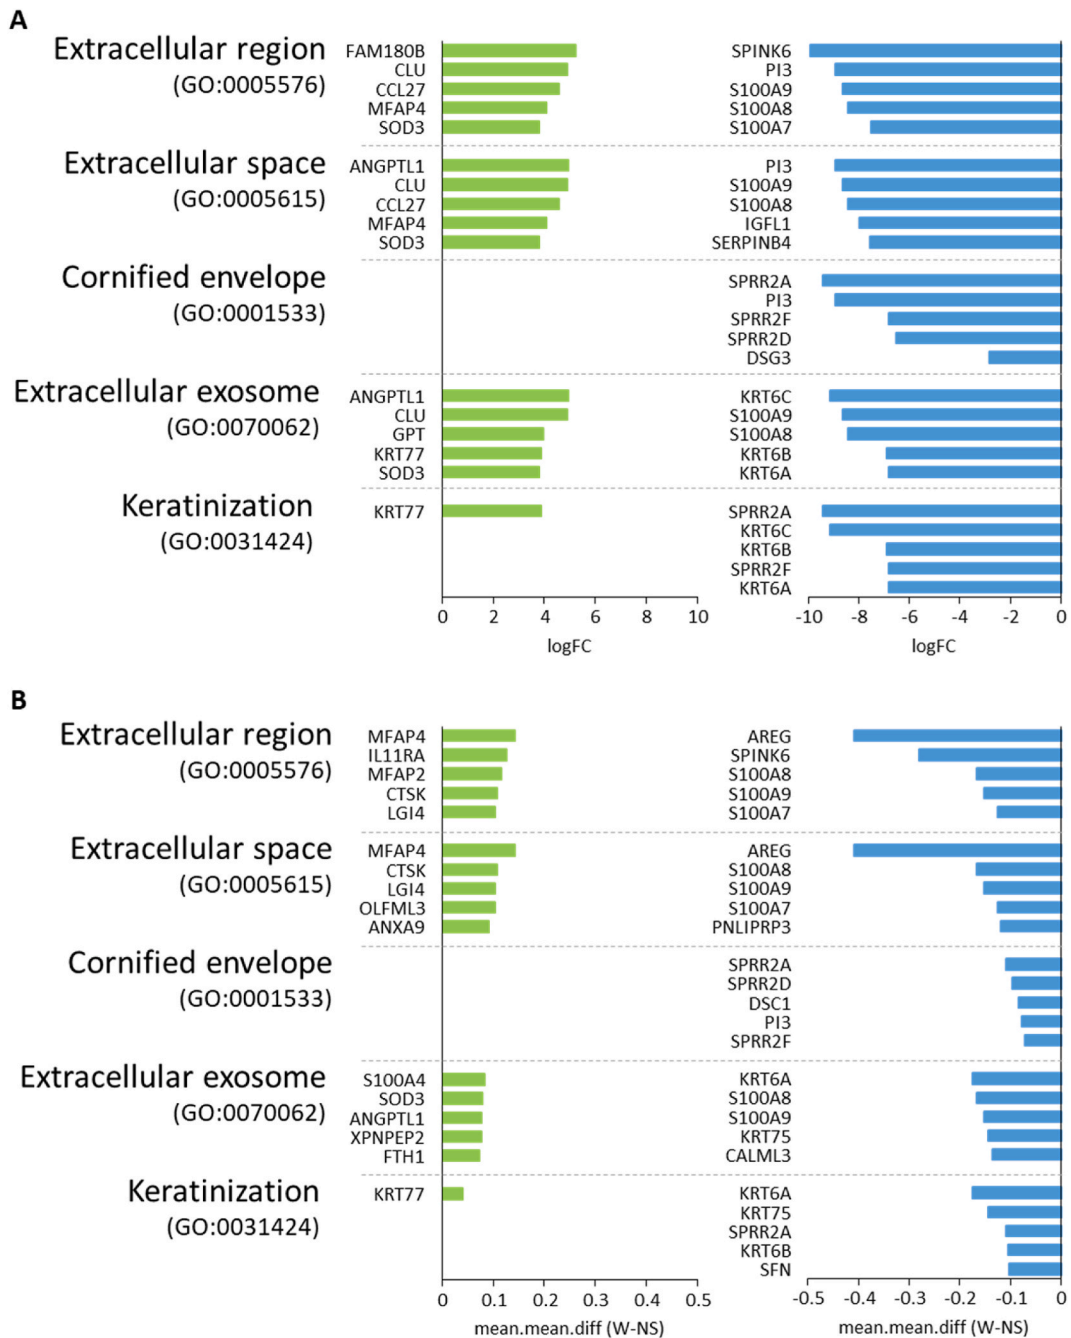 A
Extracellular region
(GO:0005576)
FAM180B
CLU
CCL27
MFAP4
SOD3
SPINK6
PI3
S100A9
S100A8
S100A7
Extracellular space
(GO:0005615)
ANGPTL1
CLU
CCL27
MFAP4
SOD3
PI3
S100A9
S100A8
IGFL1
SERPINB4
Cornified envelope
(GO:0001533)
SPRR2A
PI3
SPRR2F
SPRR2D
DSG3
Extracellular exosome
(GO:0070062)
ANGPTL1
CLU
GPT
KRT77
SOD3
KRT6C
S100A9
S100A8
KRT6B
KRT6A
Keratinization
(GO:0031424)
KRT77
SPRR2A
KRT6C
KRT6B
SPRR2F
KRT6A
0 2 4 6 8 10
logFC
-10 -8 -6 -4 -2 0
logFC
B
Extracellular region
(GO:0005576)
MFAP4
IL11RA
MFAP2
CTSK
LGI4
AREG
SPINK6
S100A8
S100A9
S100A7
Extracellular space
(GO:0005615)
MFAP4
CTSK
LGI4
OLFML3
ANXA9
AREG
S100A8
S100A9
S100A7
PNLIPRP3
Cornified envelope
(GO:0001533)
SPRR2A
SPRR2D
DSC1
PI3
SPRR2F
Extracellular exosome
(GO:0070062)
S100A4
SOD3
ANGPTL1
XPNPEP2
FTH1
KRT6A
S100A8
S100A9
KRT75
CALML3
Keratinization
(GO:0031424)
KRT77
KRT6A
KRT75
SPRR2A
KRT6B
SFN
0 0.1 0.2 0.3 0.4 0.5
mean.mean.diff (W-NS)
-0.5 -0.4 -0.3 -0.2 -0.1 0
mean.mean.diff (W-NS)